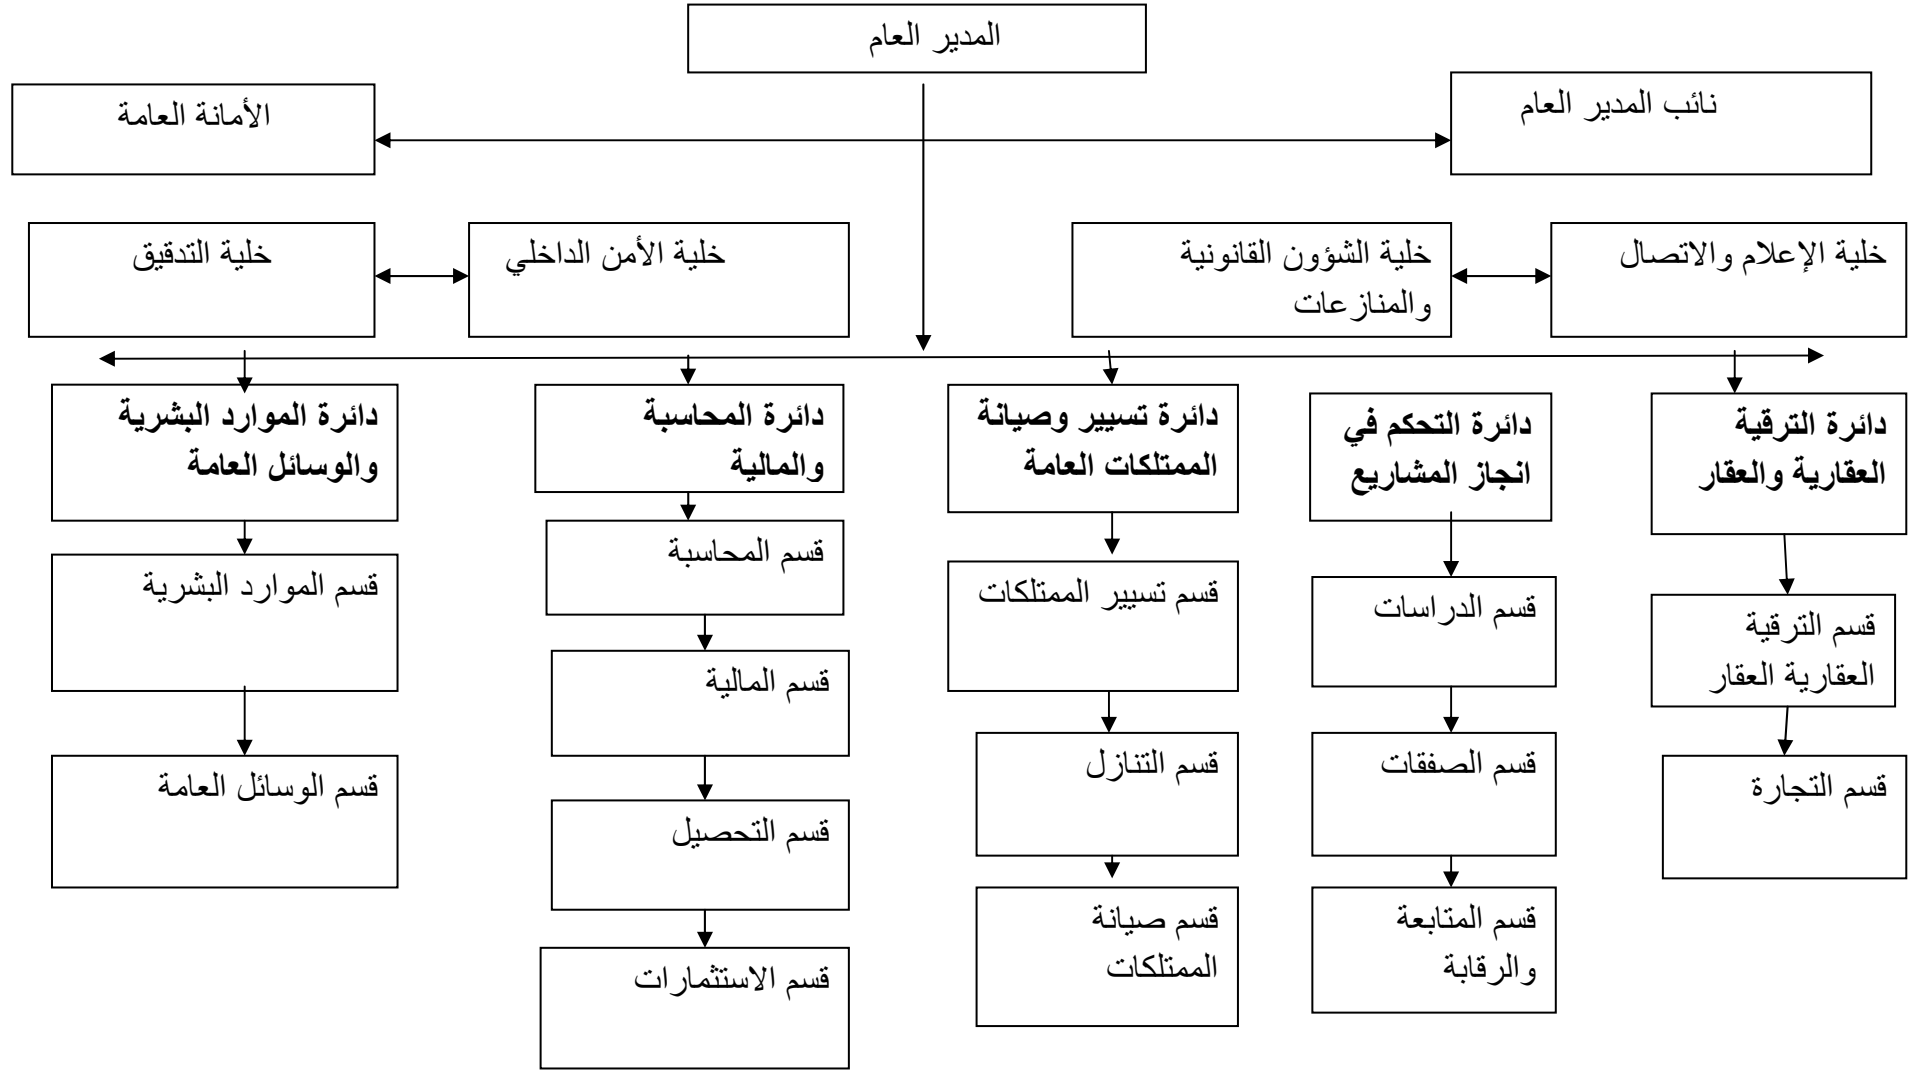 المدير العام
نائب المدير العام
الأمانة العامة
خلية الإعلام والاتصال
خلية الشؤون القانونية
والمنازعات
خلية الأمن الداخلي
خلية التدقيق
دائرة الترقية
العقارية والعقار
دائرة التحكم في
انجاز المشاريع
دائرة تسيير وصيانة
الممتلكات العامة
دائرة المحاسبة
والمالية
دائرة الموارد البشرية
والوسائل العامة
قسم الترقية
العقارية العقار
قسم التجارة
قسم الدراسات
قسم الصفقات
قسم المتابعة
والرقابة
قسم تسيير الممتلكات
قسم التنازل
قسم صيانة
الممتلكات
قسم المحاسبة
قسم المالية
قسم التحصيل
قسم الاستثمارات
قسم الموارد البشرية
قسم الوسائل العامة